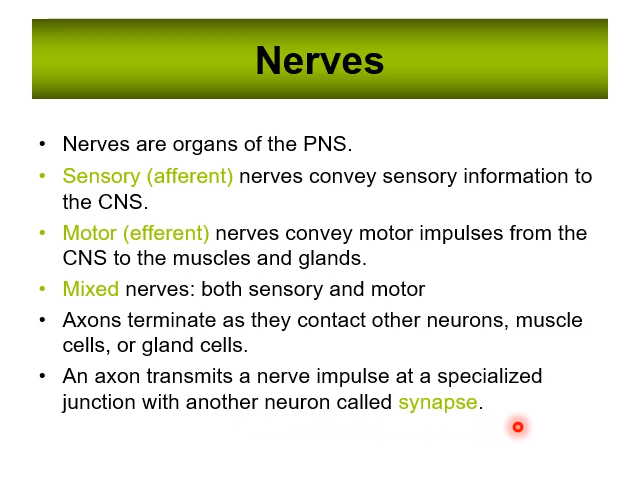 Nerves
• Nerves are organs of the PNS.
• Sensory (afferent) nerves convey sensory information to
the CNS.
• Motor (efferent) nerves convey motor impulses from the
CNS to the muscles and glands.
• Mixed nerves: both sensory and motor
• Axons terminate as they contact other neurons, muscle
cells, or gland cells.
• An axon transmits a nerve impulse at a specialized
junction with another neuron called synapse.